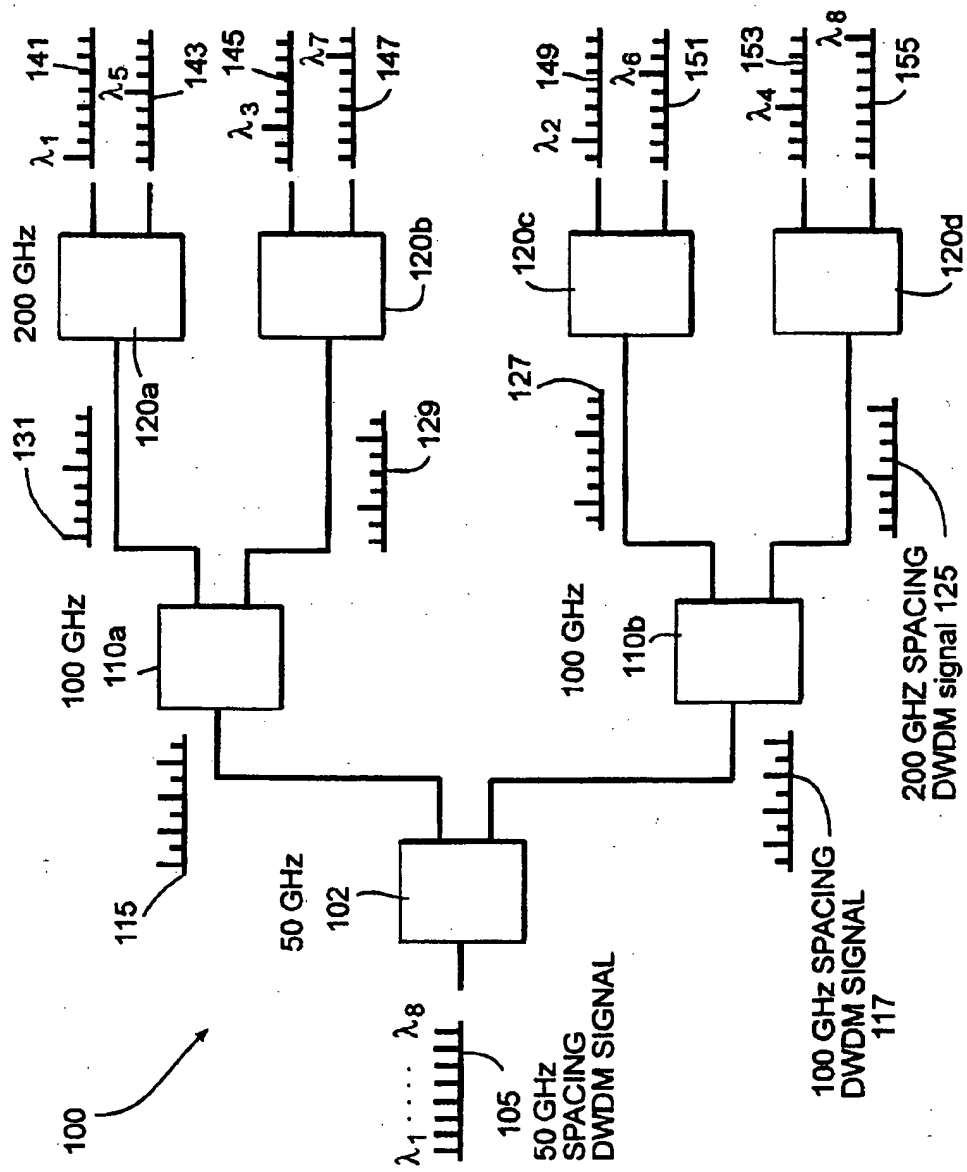 100
λ1 .... λ8
105
50 GHz
SPACING
DWDM SIGNAL
50 GHz
102
115
100 GHz SPACING
DWDM SIGNAL
117
100 GHz
110a
100 GHz
110b
131
129
127
200 GHZ SPACING
DWDM signal 125
200 GHz
120a
120b
120c
120d
λ1
141
λ5
143
145
λ3
λ7
147
λ2
149
λ6
151
153
λ4
λ8
155